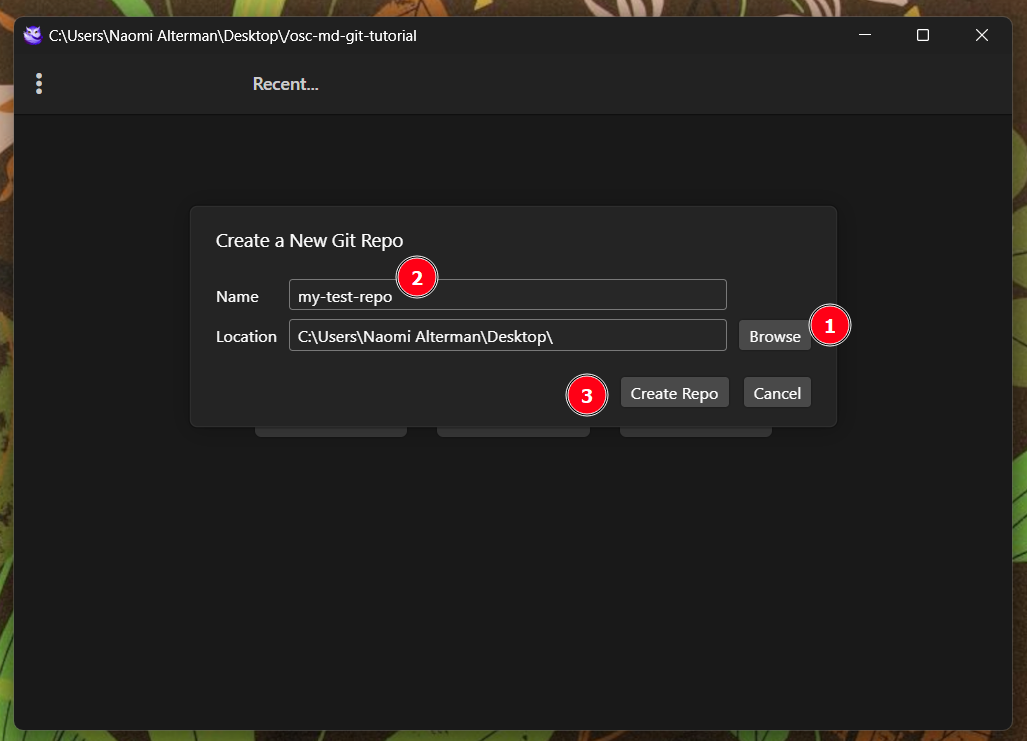 C:\Users\Naomi Alterman\Desktop\/osc-md-git-tutorial
Recent...
Create a New Git Repo
2
Name my-test-repo
1
Location C:\Users\Naomi Alterman\Desktop\ Browse
3 Create Repo Cancel